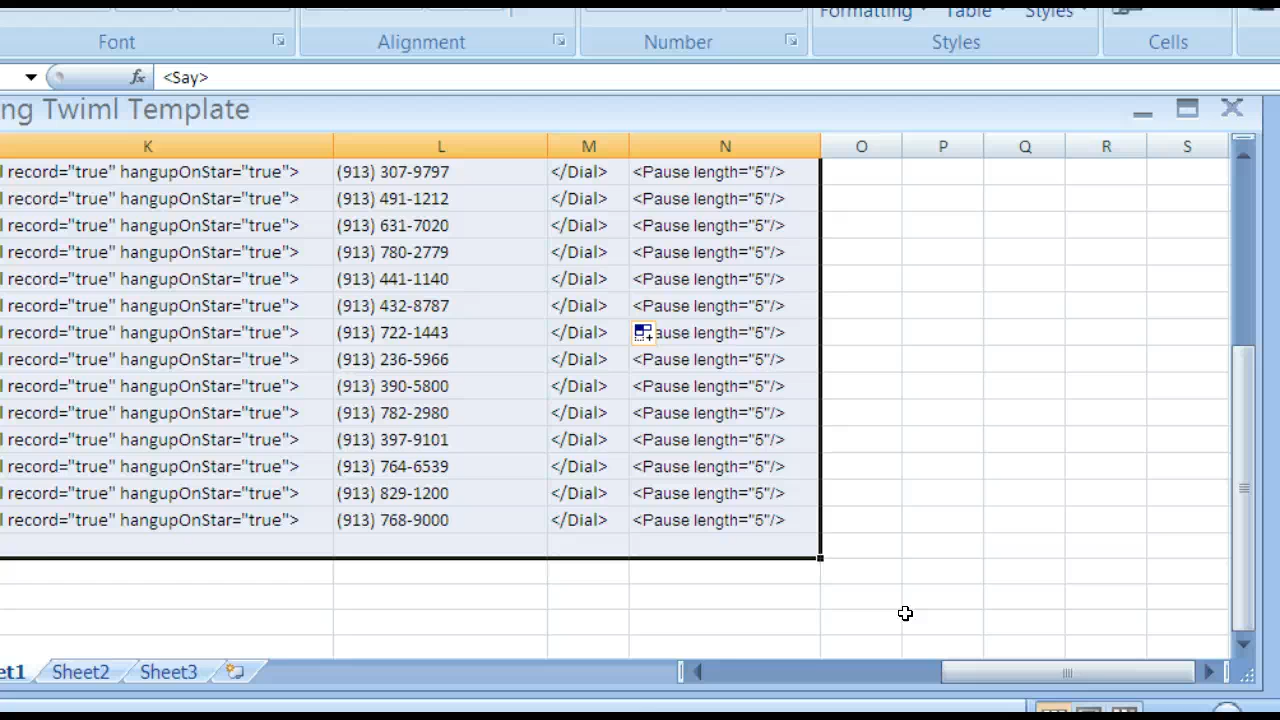 Formatting Table Styles
Font Alignment Number Styles Cells
fx <Say>
ng Twiml Template
K L M N O P Q R S
l record="true" hangupOnStar="true"> (913) 307-9797 </Dial> <Pause length="5"/>
l record="true" hangupOnStar="true"> (913) 491-1212 </Dial> <Pause length="5"/>
l record="true" hangupOnStar="true"> (913) 631-7020 </Dial> <Pause length="5"/>
l record="true" hangupOnStar="true"> (913) 780-2779 </Dial> <Pause length="5"/>
l record="true" hangupOnStar="true"> (913) 441-1140 </Dial> <Pause length="5"/>
l record="true" hangupOnStar="true"> (913) 432-8787 </Dial> <Pause length="5"/>
l record="true" hangupOnStar="true"> (913) 722-1443 </Dial> ause length="5"/>
l record="true" hangupOnStar="true"> (913) 236-5966 </Dial> <Pause length="5"/>
l record="true" hangupOnStar="true"> (913) 390-5800 </Dial> <Pause length="5"/>
l record="true" hangupOnStar="true"> (913) 782-2980 </Dial> <Pause length="5"/>
l record="true" hangupOnStar="true"> (913) 397-9101 </Dial> <Pause length="5"/>
l record="true" hangupOnStar="true"> (913) 764-6539 </Dial> <Pause length="5"/>
l record="true" hangupOnStar="true"> (913) 829-1200 </Dial> <Pause length="5"/>
l record="true" hangupOnStar="true"> (913) 768-9000 </Dial> <Pause length="5"/>
et1 Sheet2 Sheet3